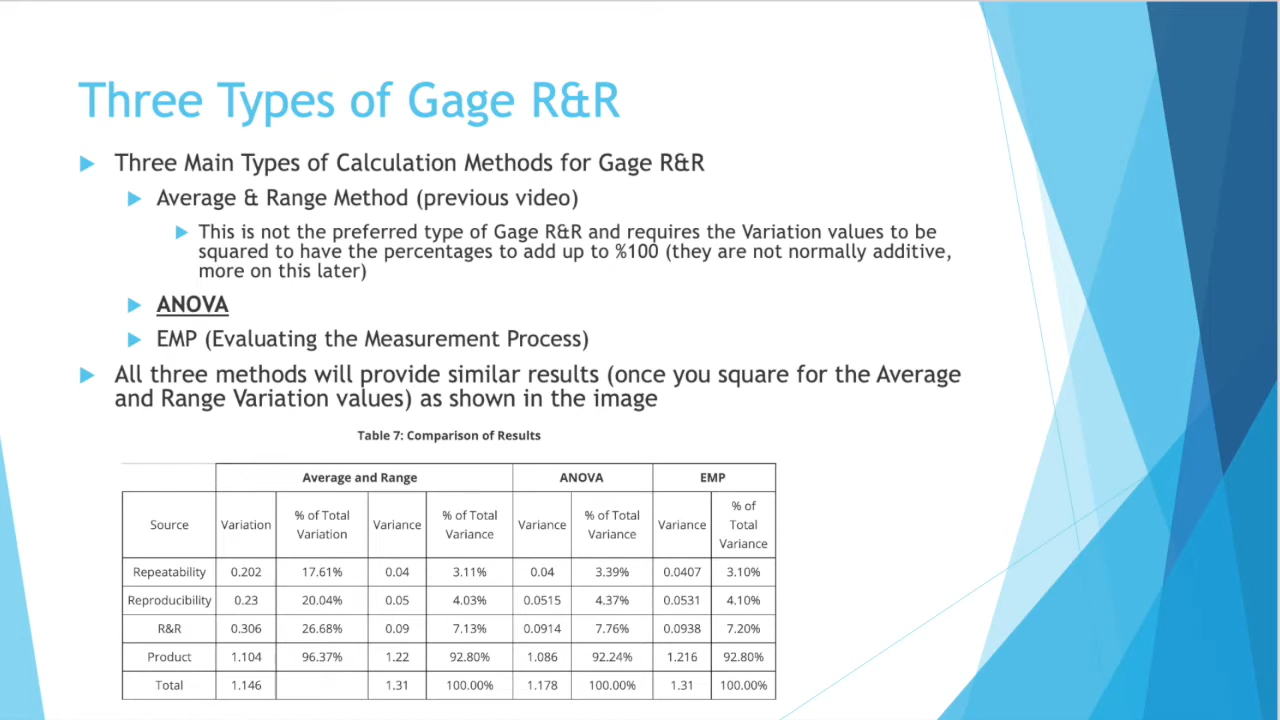 Three Types of Gage R&R
Three Main Types of Calculation Methods for Gage R&R
Average & Range Method (previous video)
This is not the preferred type of Gage R&R and requires the Variation values to be
squared to have the percentages to add up to %100 (they are not normally additive,
more on this later)
ANOVA
EMP (Evaluating the Measurement Process)
All three methods will provide similar results (once you square for the Average
and Range Variation values) as shown in the image
Table 7: Comparison of Results
Average and Range ANOVA EMP
Source Variation % of Total Variation Variance % of Total Variance Variance % of Total Variance Variance % of Total Variance
Repeatability 0.202 17.61% 0.04 3.11% 0.04 3.39% 0.0407 3.10%
Reproducibility 0.23 20.04% 0.05 4.03% 0.0515 4.37% 0.0531 4.10%
R&R 0.306 26.68% 0.09 7.13% 0.0914 7.76% 0.0938 7.20%
Product 1.104 96.37% 1.22 92.80% 1.086 92.24% 1.216 92.80%
Total 1.146 1.31 100.00% 1.178 100.00% 1.31 100.00%